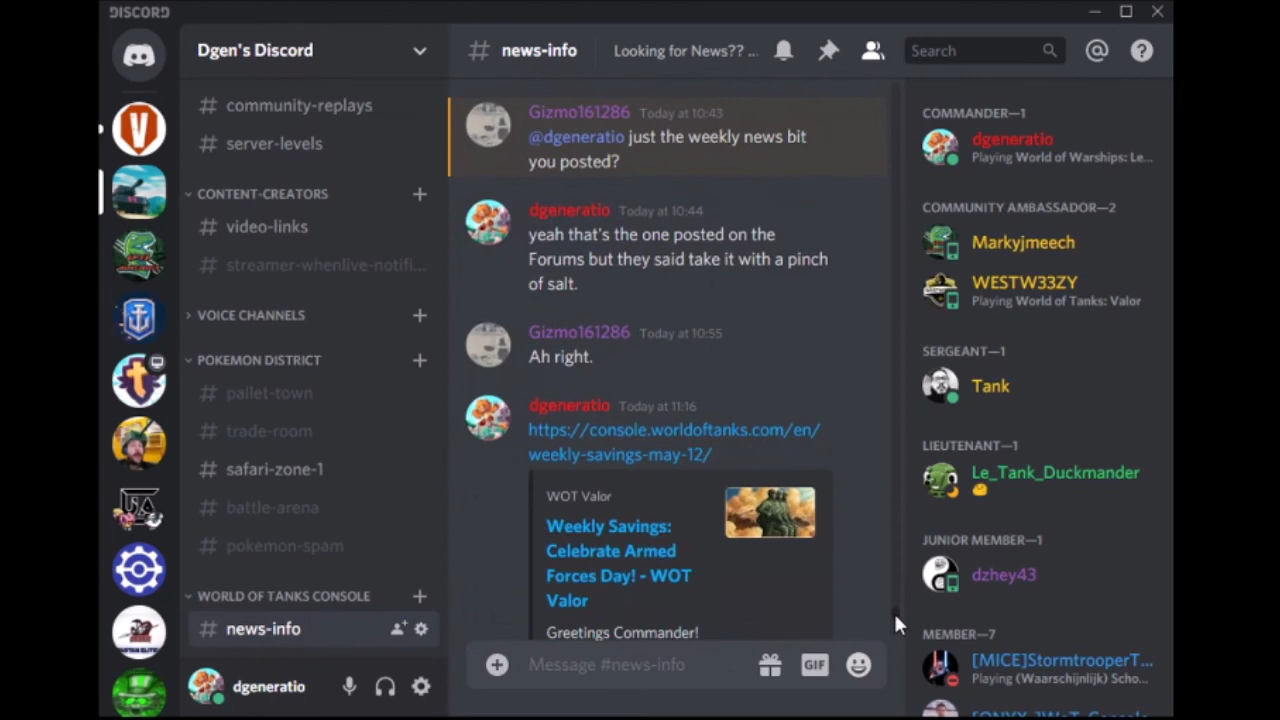 DISCORD
Dgen's Discord
community-replays
server-levels
CONTENT-CREATORS
video-links
streamer-whenlive-notifi...
VOICE CHANNELS
POKEMON DISTRICT
pallet-town
trade-room
safari-zone-1
battle-arena
pokemon-spam
WORLD OF TANKS CONSOLE
news-info
dgeneratio
# news-info
Looking for News?? ...
Search
Gizmo161286 Today at 10:43
@dgeneratio just the weekly news bit
you posted?
dgeneratio Today at 10:44
yeah that's the one posted on the
Forums but they said take it with a pinch
of salt.
Gizmo161286 Today at 10:55
Ah right.
dgeneratio Today at 11:16
https://console.worldoftanks.com/en/
weekly-savings-may-12/
WOT Valor
Weekly Savings:
Celebrate Armed
Forces Day! - WOT
Valor
Greetings Commander!
Message #news-info
GIF
COMMANDER—1
dgeneratio
Playing World of Warships: Le...
COMMUNITY AMBASSADOR—2
Markyjmeech
WESTW33ZY
Playing World of Tanks: Valor
SERGEANT—1
Tank
LIEUTENANT—1
Le_Tank_Duckmander
JUNIOR MEMBER—1
dzhey43
MEMBER—7
[MICE]StormtrooperT...
Playing (Waarschijnlijk) Scho...